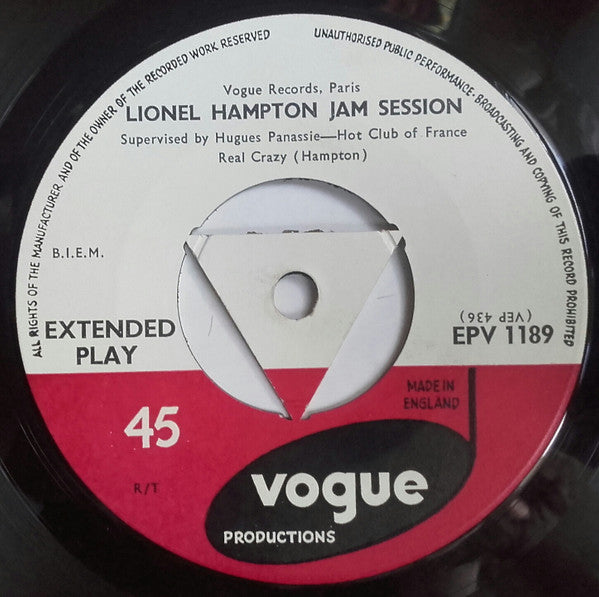 ALL RIGHTS OF THE MANUFACTURER AND OF THE OWNER OF THE RECORDED WORK RESERVED
UNAUTHORISED PUBLIC PERFORMANCE·BROADCASTING AND COPYING OF THIS RECORD PROHIBITED
Vogue Records, Paris
LIONEL HAMPTON JAM SESSION
Supervised by Hugues Panassie—Hot Club of France
Real Crazy (Hampton)
B.I.E.M.
(VEP 436)
EXTENDED
PLAY
EPV 1189
MADE IN
ENGLAND
45
R/T
vogue
PRODUCTIONS